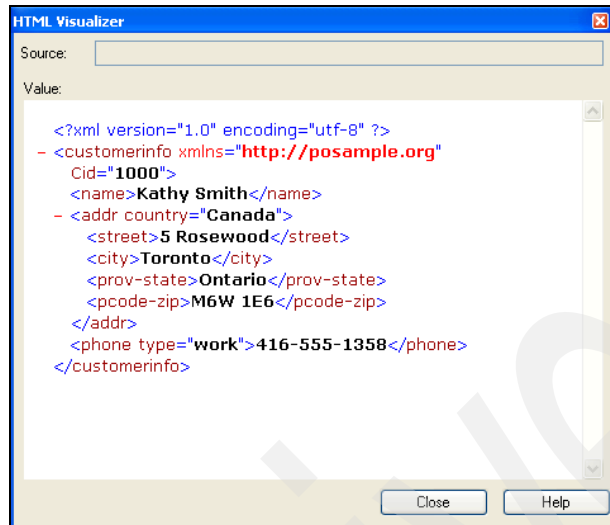 HTML Visualizer
Source:
Value:
<?xml version="1.0" encoding="utf-8" ?>
- <customerinfo xmlns="http://posample.org"
Cid="1000">
<name>Kathy Smith</name>
- <addr country="Canada">
<street>5 Rosewood</street>
<city>Toronto</city>
<prov-state>Ontario</prov-state>
<pcode-zip>M6W 1E6</pcode-zip>
</addr>
<phone type="work">416-555-1358</phone>
</customerinfo>
Close Help